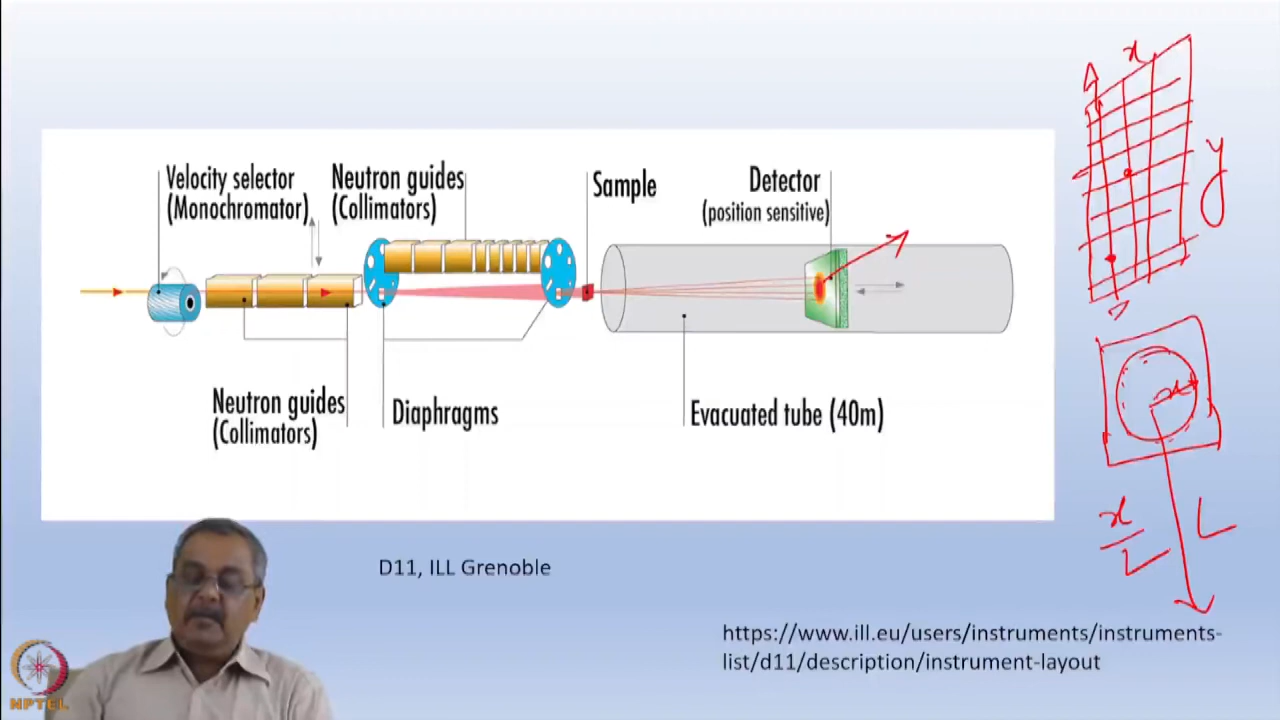 Velocity selector
(Monochromator)
Neutron guides
(Collimators)
Sample
Detector
(position sensitive)
Neutron guides
(Collimators)
Diaphragms
Evacuated tube (40m)
D11, ILL Grenoble
https://www.ill.eu/users/instruments/instruments-
list/d11/description/instrument-layout
x
y
x
L
x
L
NPTEL